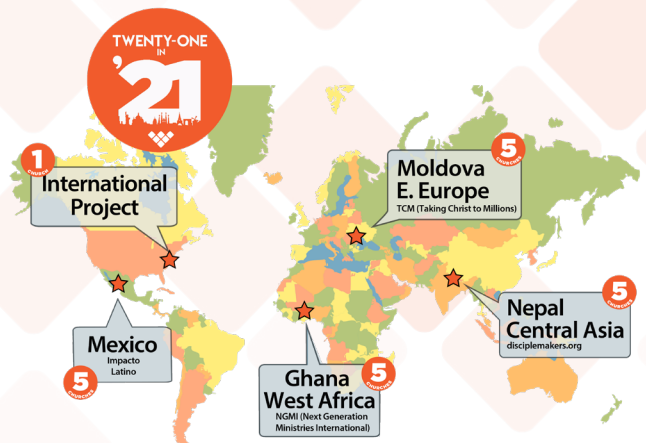 TWENTY-ONE
IN
'21
1
CHURCH
International
Project
5
CHURCHES
Moldova
E. Europe
TCM (Taking Christ to Millions)
5
CHURCHES
Nepal
Central Asia
disciplemakers.org
Mexico
Impacto
Latino
5
CHURCHES
5
CHURCHES
Ghana
West Africa
NGMI (Next Generation
Ministries International)